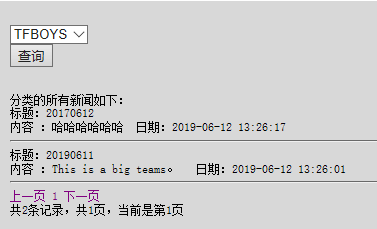 TFBOYS
查询
分类的所有新闻如下：
标题：20170612
内容 ：哈哈哈哈哈哈 日期：2019-06-12 13:26:17
标题：20190611
内容 ：This is a big teams。 日期：2019-06-12 13:26:01
上一页 1 下一页
共2条记录，共1页，当前是第1页